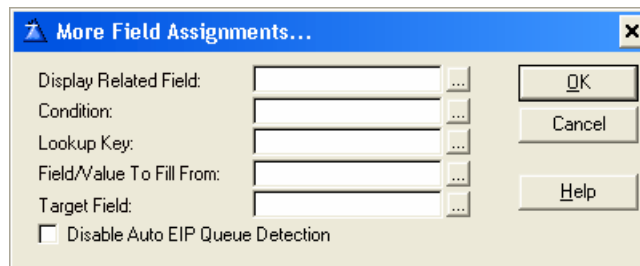 More Field Assignments...
Display Related Field: ...
OK
Condition: ...
Cancel
Lookup Key: ...
Field/Value To Fill From: ...
Help
Target Field: ...
Disable Auto EIP Queue Detection